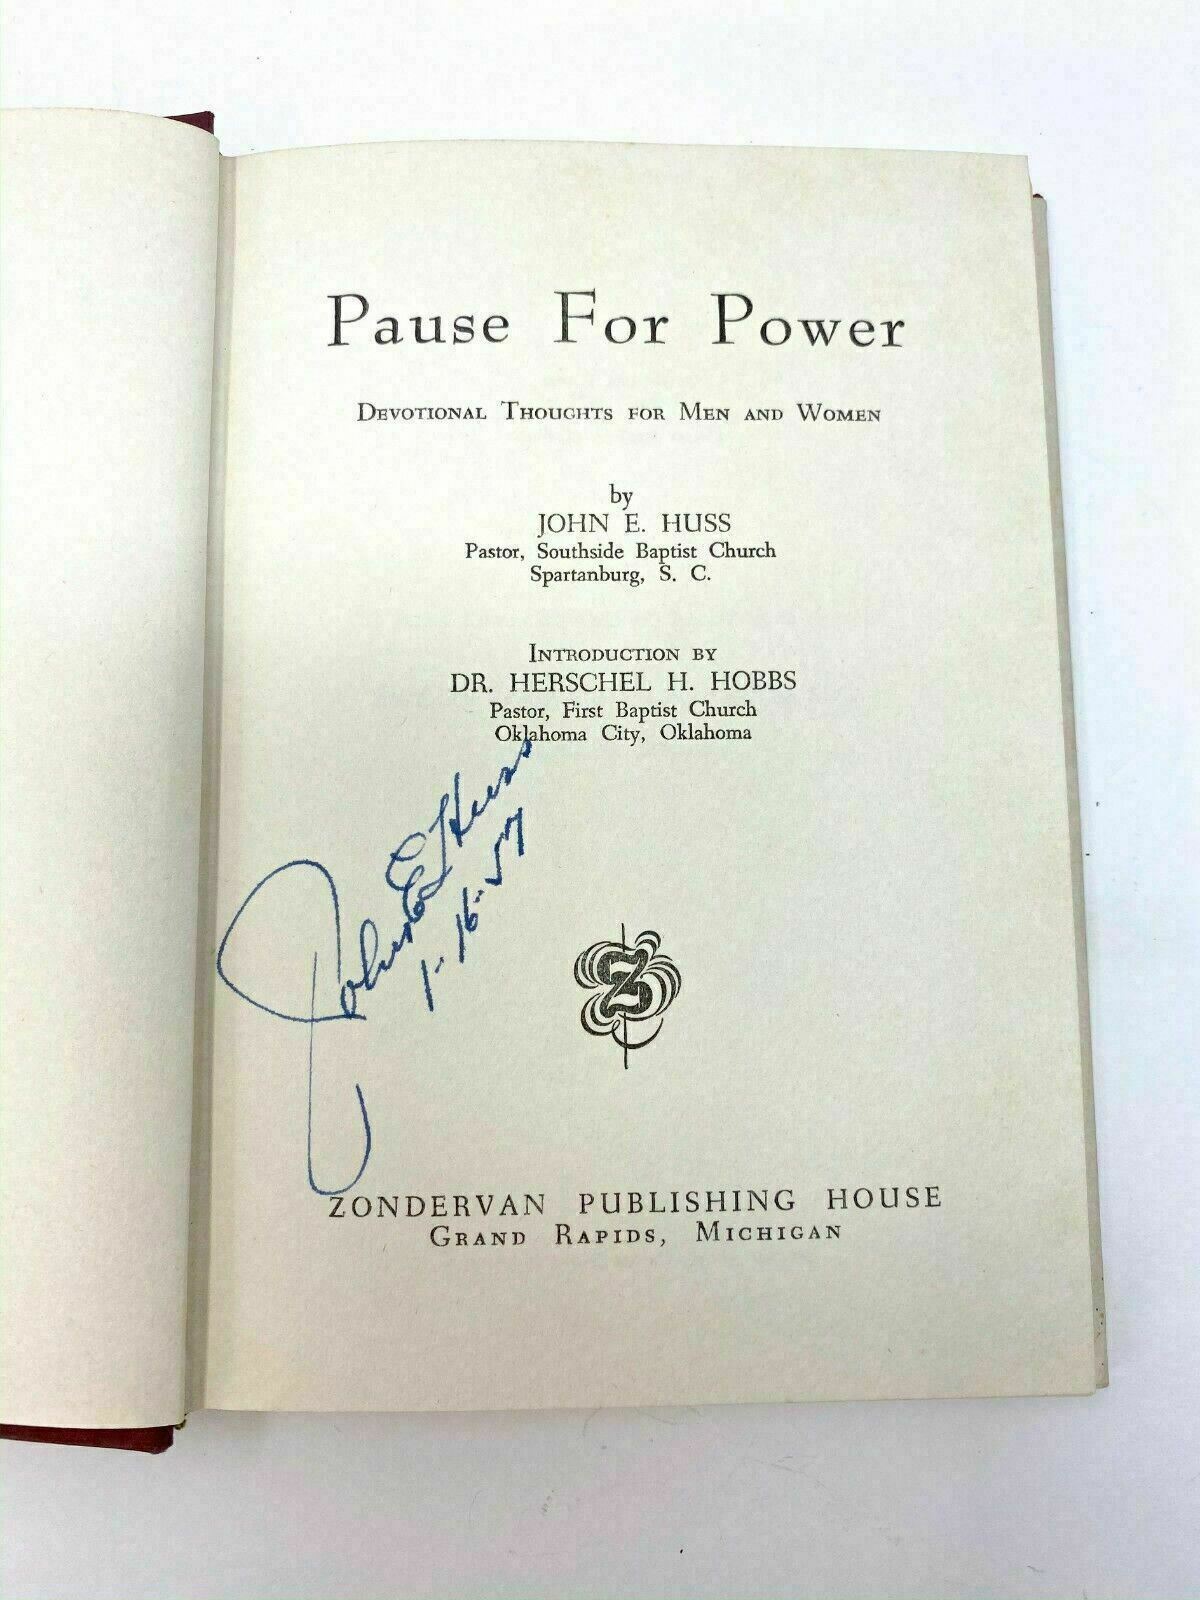 Pause For Power
DEVOTIONAL THOUGHTS FOR MEN AND WOMEN
by
JOHN E. HUSS
Pastor, Southside Baptist Church
Spartanburg, S. C.
INTRODUCTION BY
DR. HERSCHEL H. HOBBS
Pastor, First Baptist Church
Oklahoma City, Oklahoma
John E Huss
1-16-57
Z
ZONDERVAN PUBLISHING HOUSE
GRAND RAPIDS, MICHIGAN